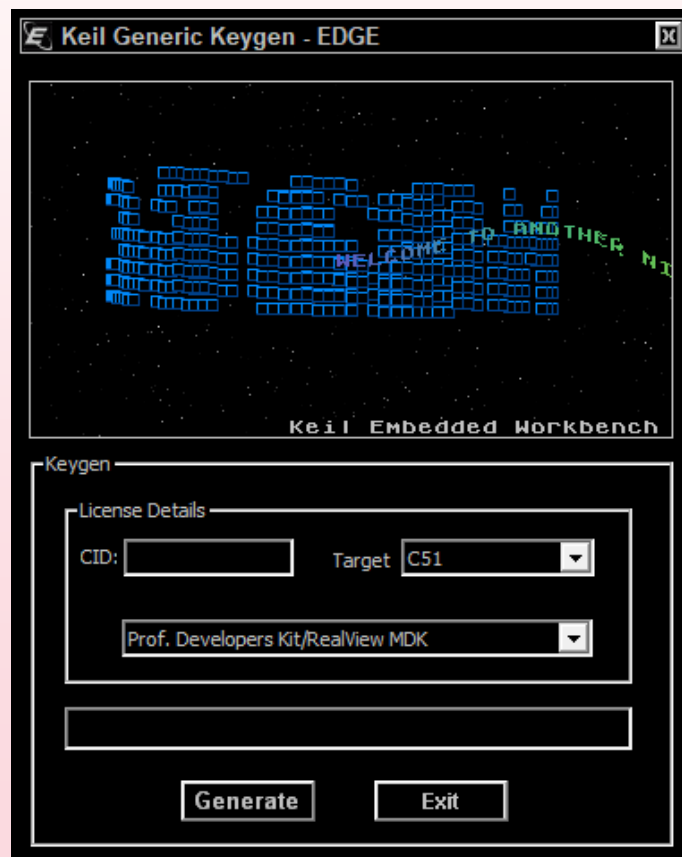 Keil Generic Keygen - EDGE
WELCOME TO ANOTHER NI
Keil Embedded Workbench
Keygen
License Details
CID:
Target C51
Prof. Developers Kit/RealView MDK
Generate Exit